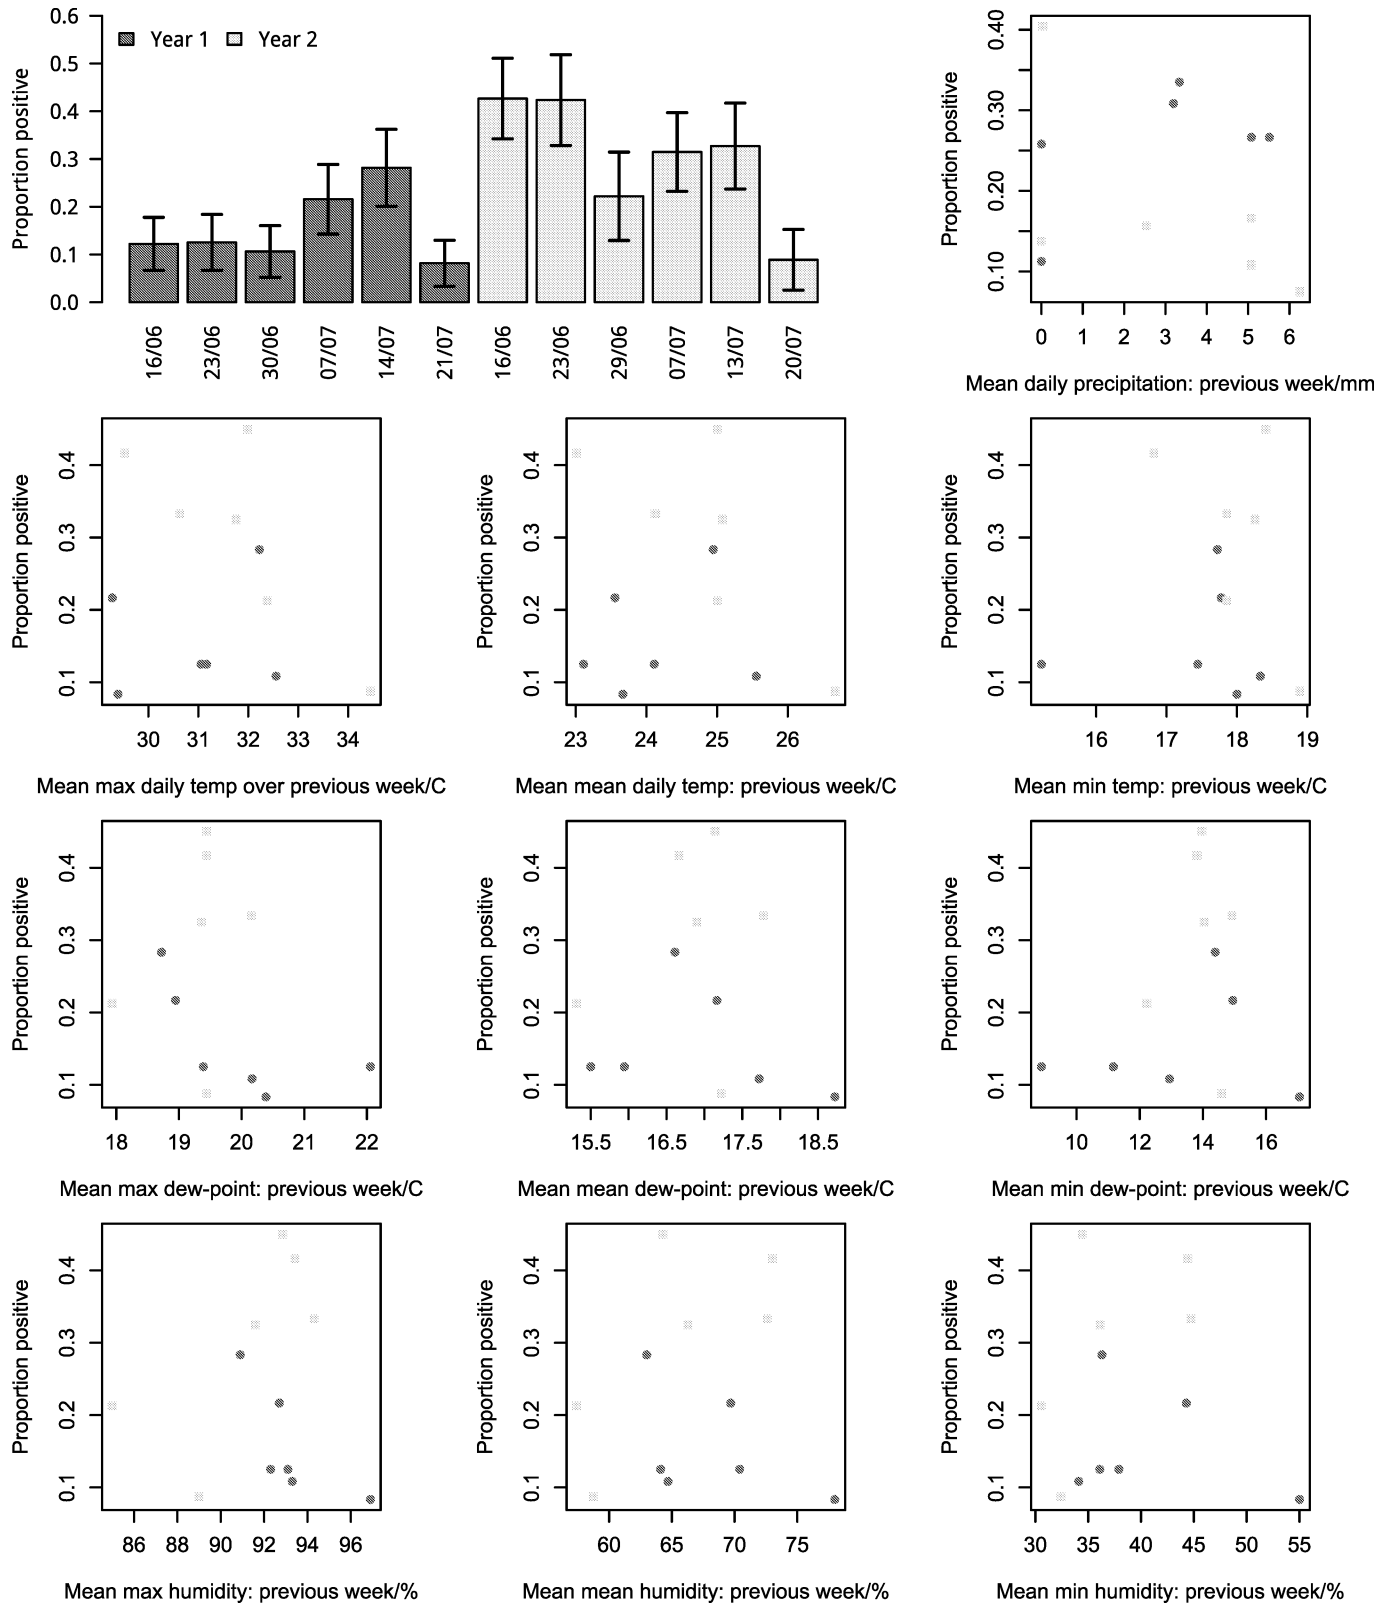 Proportion positive
0.6
0.5
0.4
0.3
0.2
0.1
0.0
Year 1 Year 2
16/06 23/06 30/06 07/07 14/07 21/07 16/06 23/06 29/06 07/07 13/07 20/07
Proportion positive
0.40
0.30
0.20
0.10
0 1 2 3 4 5 6
Mean daily precipitation: previous week/mm
Proportion positive
0.4
0.3
0.2
0.1
30 31 32 33 34
Mean max daily temp over previous week/C
Proportion positive
0.4
0.3
0.2
0.1
23 24 25 26
Mean mean daily temp: previous week/C
Proportion positive
0.4
0.3
0.2
0.1
16 17 18 19
Mean min temp: previous week/C
Proportion positive
0.4
0.3
0.2
0.1
18 19 20 21 22
Mean max dew-point: previous week/C
Proportion positive
0.4
0.3
0.2
0.1
15.5 16.5 17.5 18.5
Mean mean dew-point: previous week/C
Proportion positive
0.4
0.3
0.2
0.1
10 12 14 16
Mean min dew-point: previous week/C
Proportion positive
0.4
0.3
0.2
0.1
86 88 90 92 94 96
Mean max humidity: previous week/%
Proportion positive
0.4
0.3
0.2
0.1
60 65 70 75
Mean mean humidity: previous week/%
Proportion positive
0.4
0.3
0.2
0.1
30 35 40 45 50 55
Mean min humidity: previous week/%